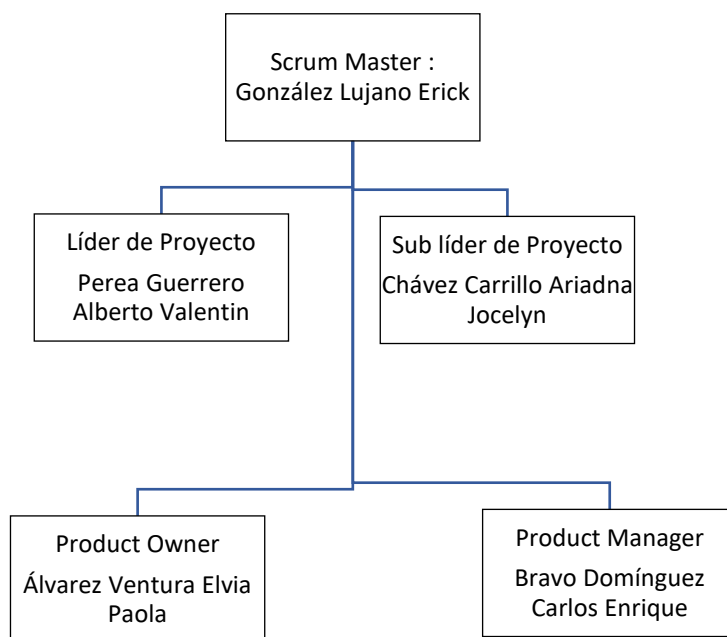 Scrum Master :
González Lujano Erick
Líder de Proyecto
Perea Guerrero
Alberto Valentin
Sub líder de Proyecto
Chávez Carrillo Ariadna
Jocelyn
Product Owner
Álvarez Ventura Elvia
Paola
Product Manager
Bravo Domínguez
Carlos Enrique